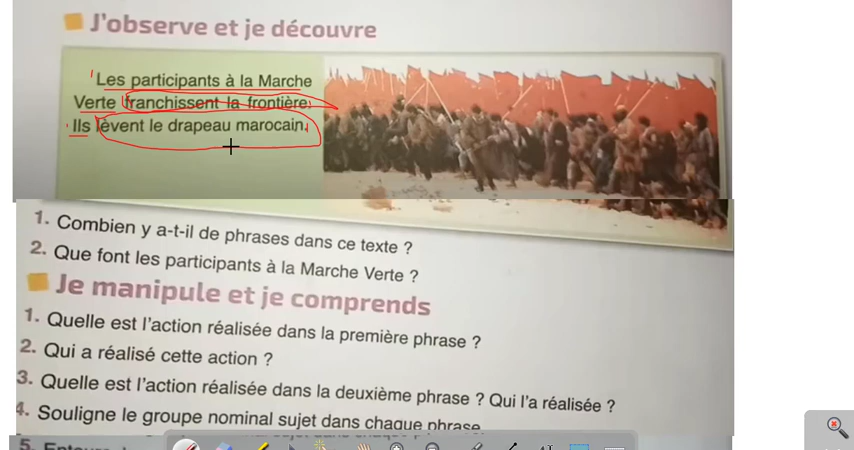 J'observe et je découvre
Les participants à la Marche
Verte franchissent la frontière.
Ils lèvent le drapeau marocain.
1. Combien y a-t-il de phrases dans ce texte ?
2. Que font les participants à la Marche Verte ?
Je manipule et je comprends
1. Quelle est l'action réalisée dans la première phrase ?
2. Qui a réalisé cette action ?
3. Quelle est l'action réalisée dans la deuxième phrase ? Qui l'a réalisée ?
4. Souligne le groupe nominal sujet dans chaque phrase
5.